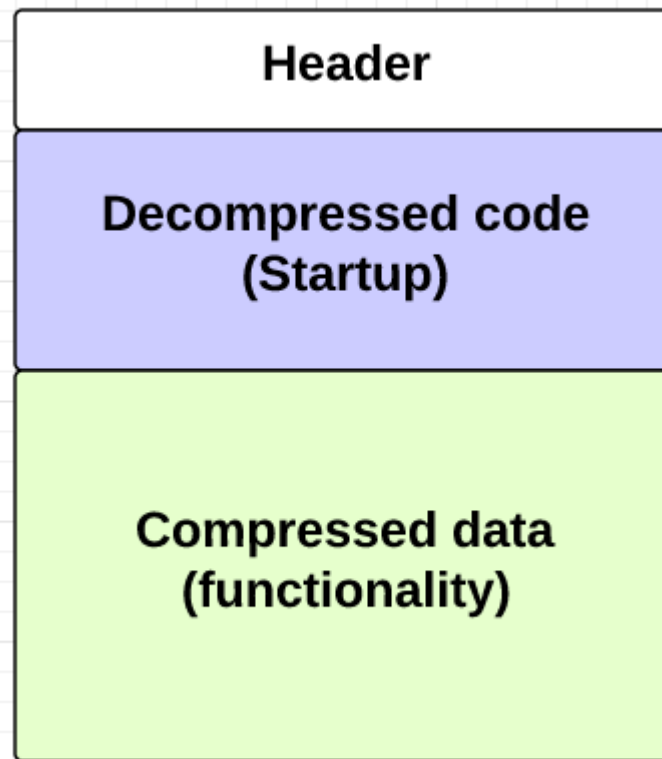 Header
Decompressed code
(Startup)
Compressed data
(functionality)